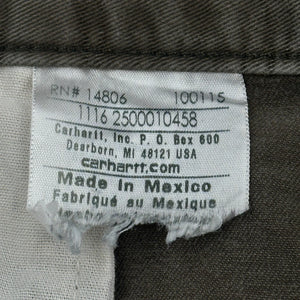 RN# 14806 100115
1116 2500010458
Carhartt, Inc. P. O. Box 600
Dearborn, MI 48121 USA
carhartt.com
Made in Mexico
Fabriqué au Mexique